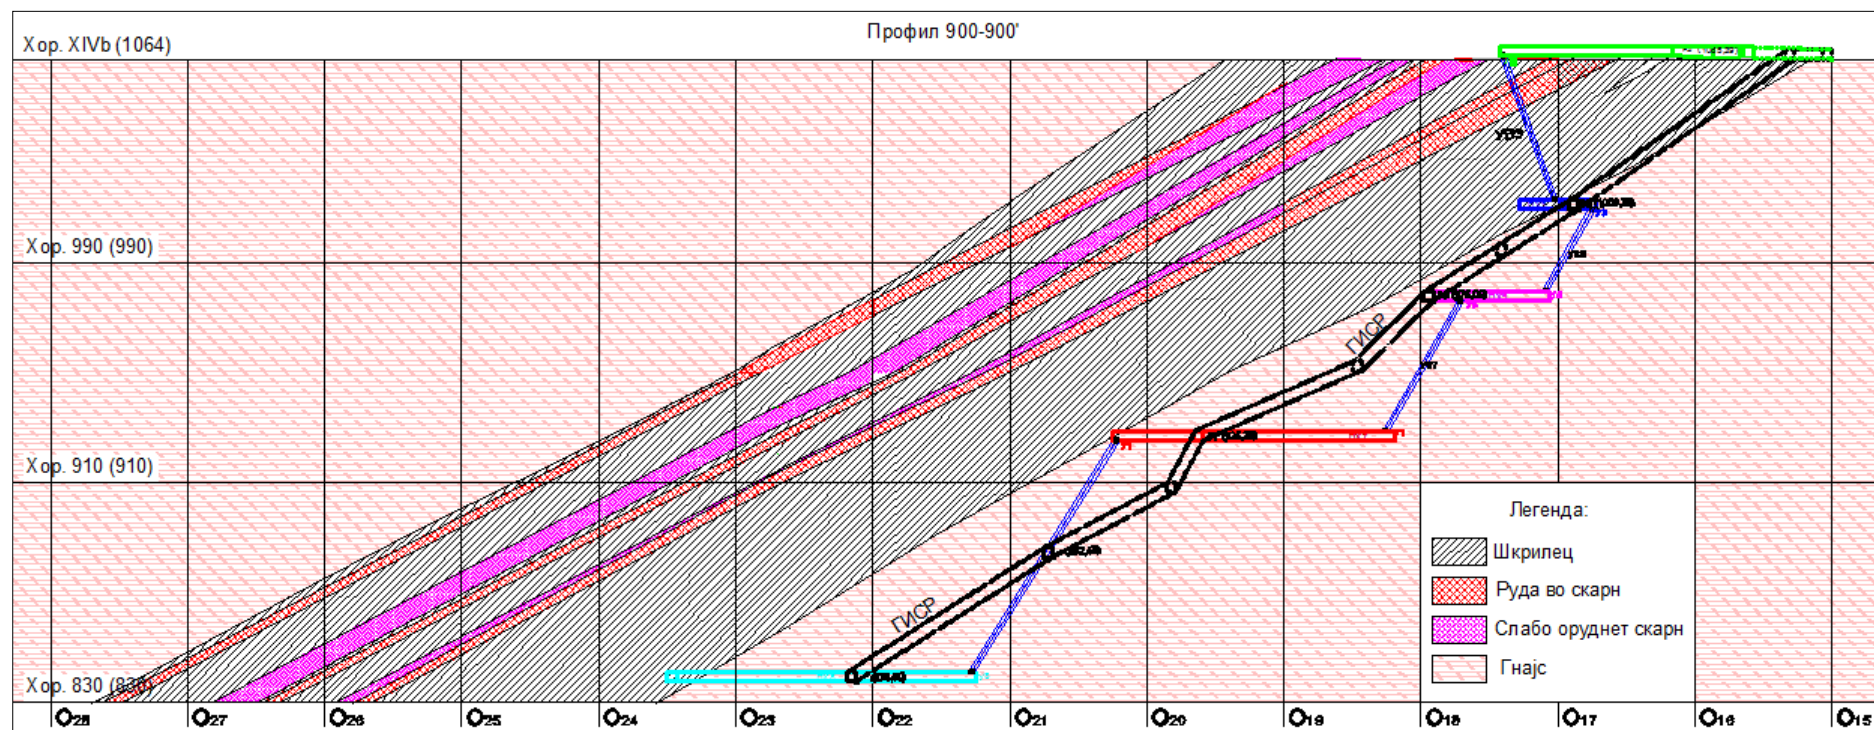 Профил 900-900'
Хор. XIVb (1064)
Хор. 990 (990)
ГИСР
Хор. 910 (910)
Легенда:
Шкрилец
Руда во скарн
Слабо оруднет скарн
Гнајс
ГИСР
Хор. 830 (830)
O28 O27 O26 O25 O24 O23 O22 O21 O20 O19 O18 O17 O16 O15